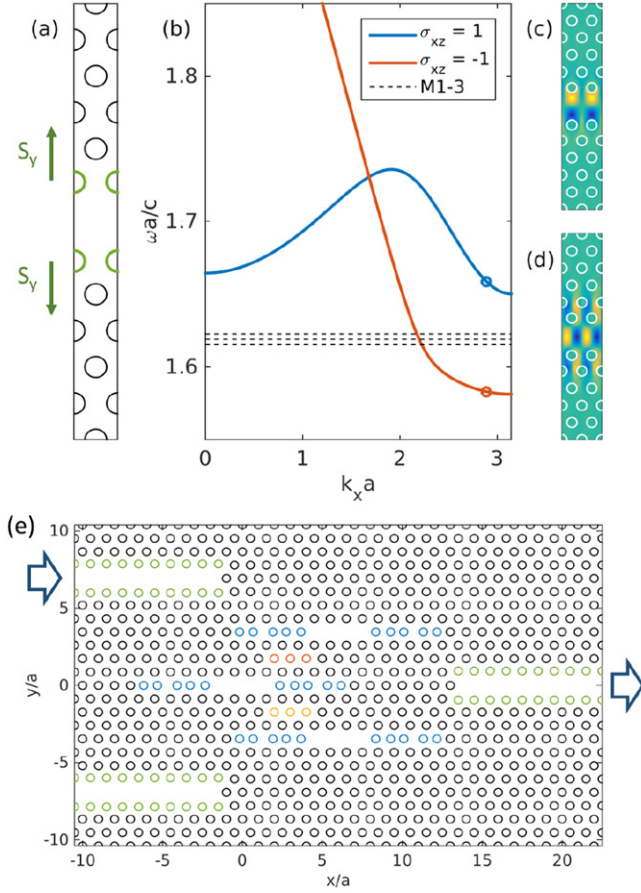 (a)
S_y
S_y
(b)
1.8
1.7
1.6
ωa/c
σ_xz = 1
σ_xz = -1
M1-3
0
1
2
3
k_x a
(c)
(d)
(e)
10
5
0
-5
-10
y/a
-10
-5
0
5
10
15
20
x/a